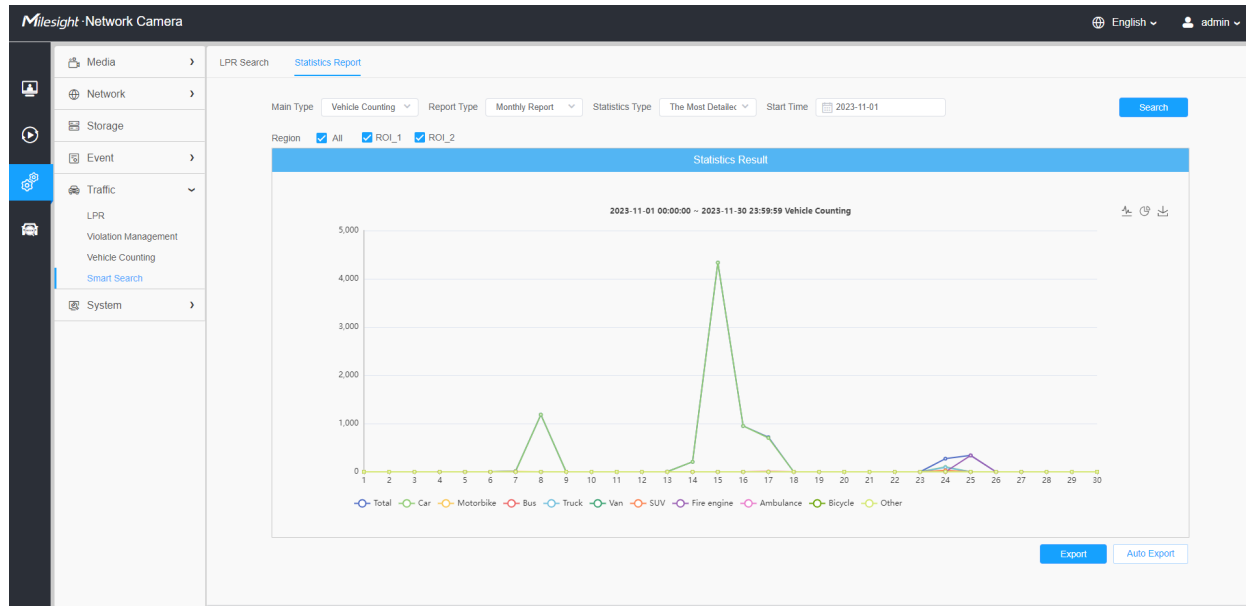 Milesight · Network Camera English admin
Media LPR Search Statistics Report
Network
Main Type Vehicle Counting Report Type Monthly Report Statistics Type The Most Detailec Start Time 2023-11-01 Search
Storage
Region All ROI_1 ROI_2
Event
Statistics Result
Traffic
LPR
Violation Management
Vehicle Counting
Smart Search
System
2023-11-01 00:00:00 ~ 2023-11-30 23:59:59 Vehicle Counting
5,000
4,000
3,000
2,000
1,000
0
1 2 3 4 5 6 7 8 9 10 11 12 13 14 15 16 17 18 19 20 21 22 23 24 25 26 27 28 29 30
Total Car Motorbike Bus Truck Van SUV Fire engine Ambulance Bicycle Other
Export Auto Export